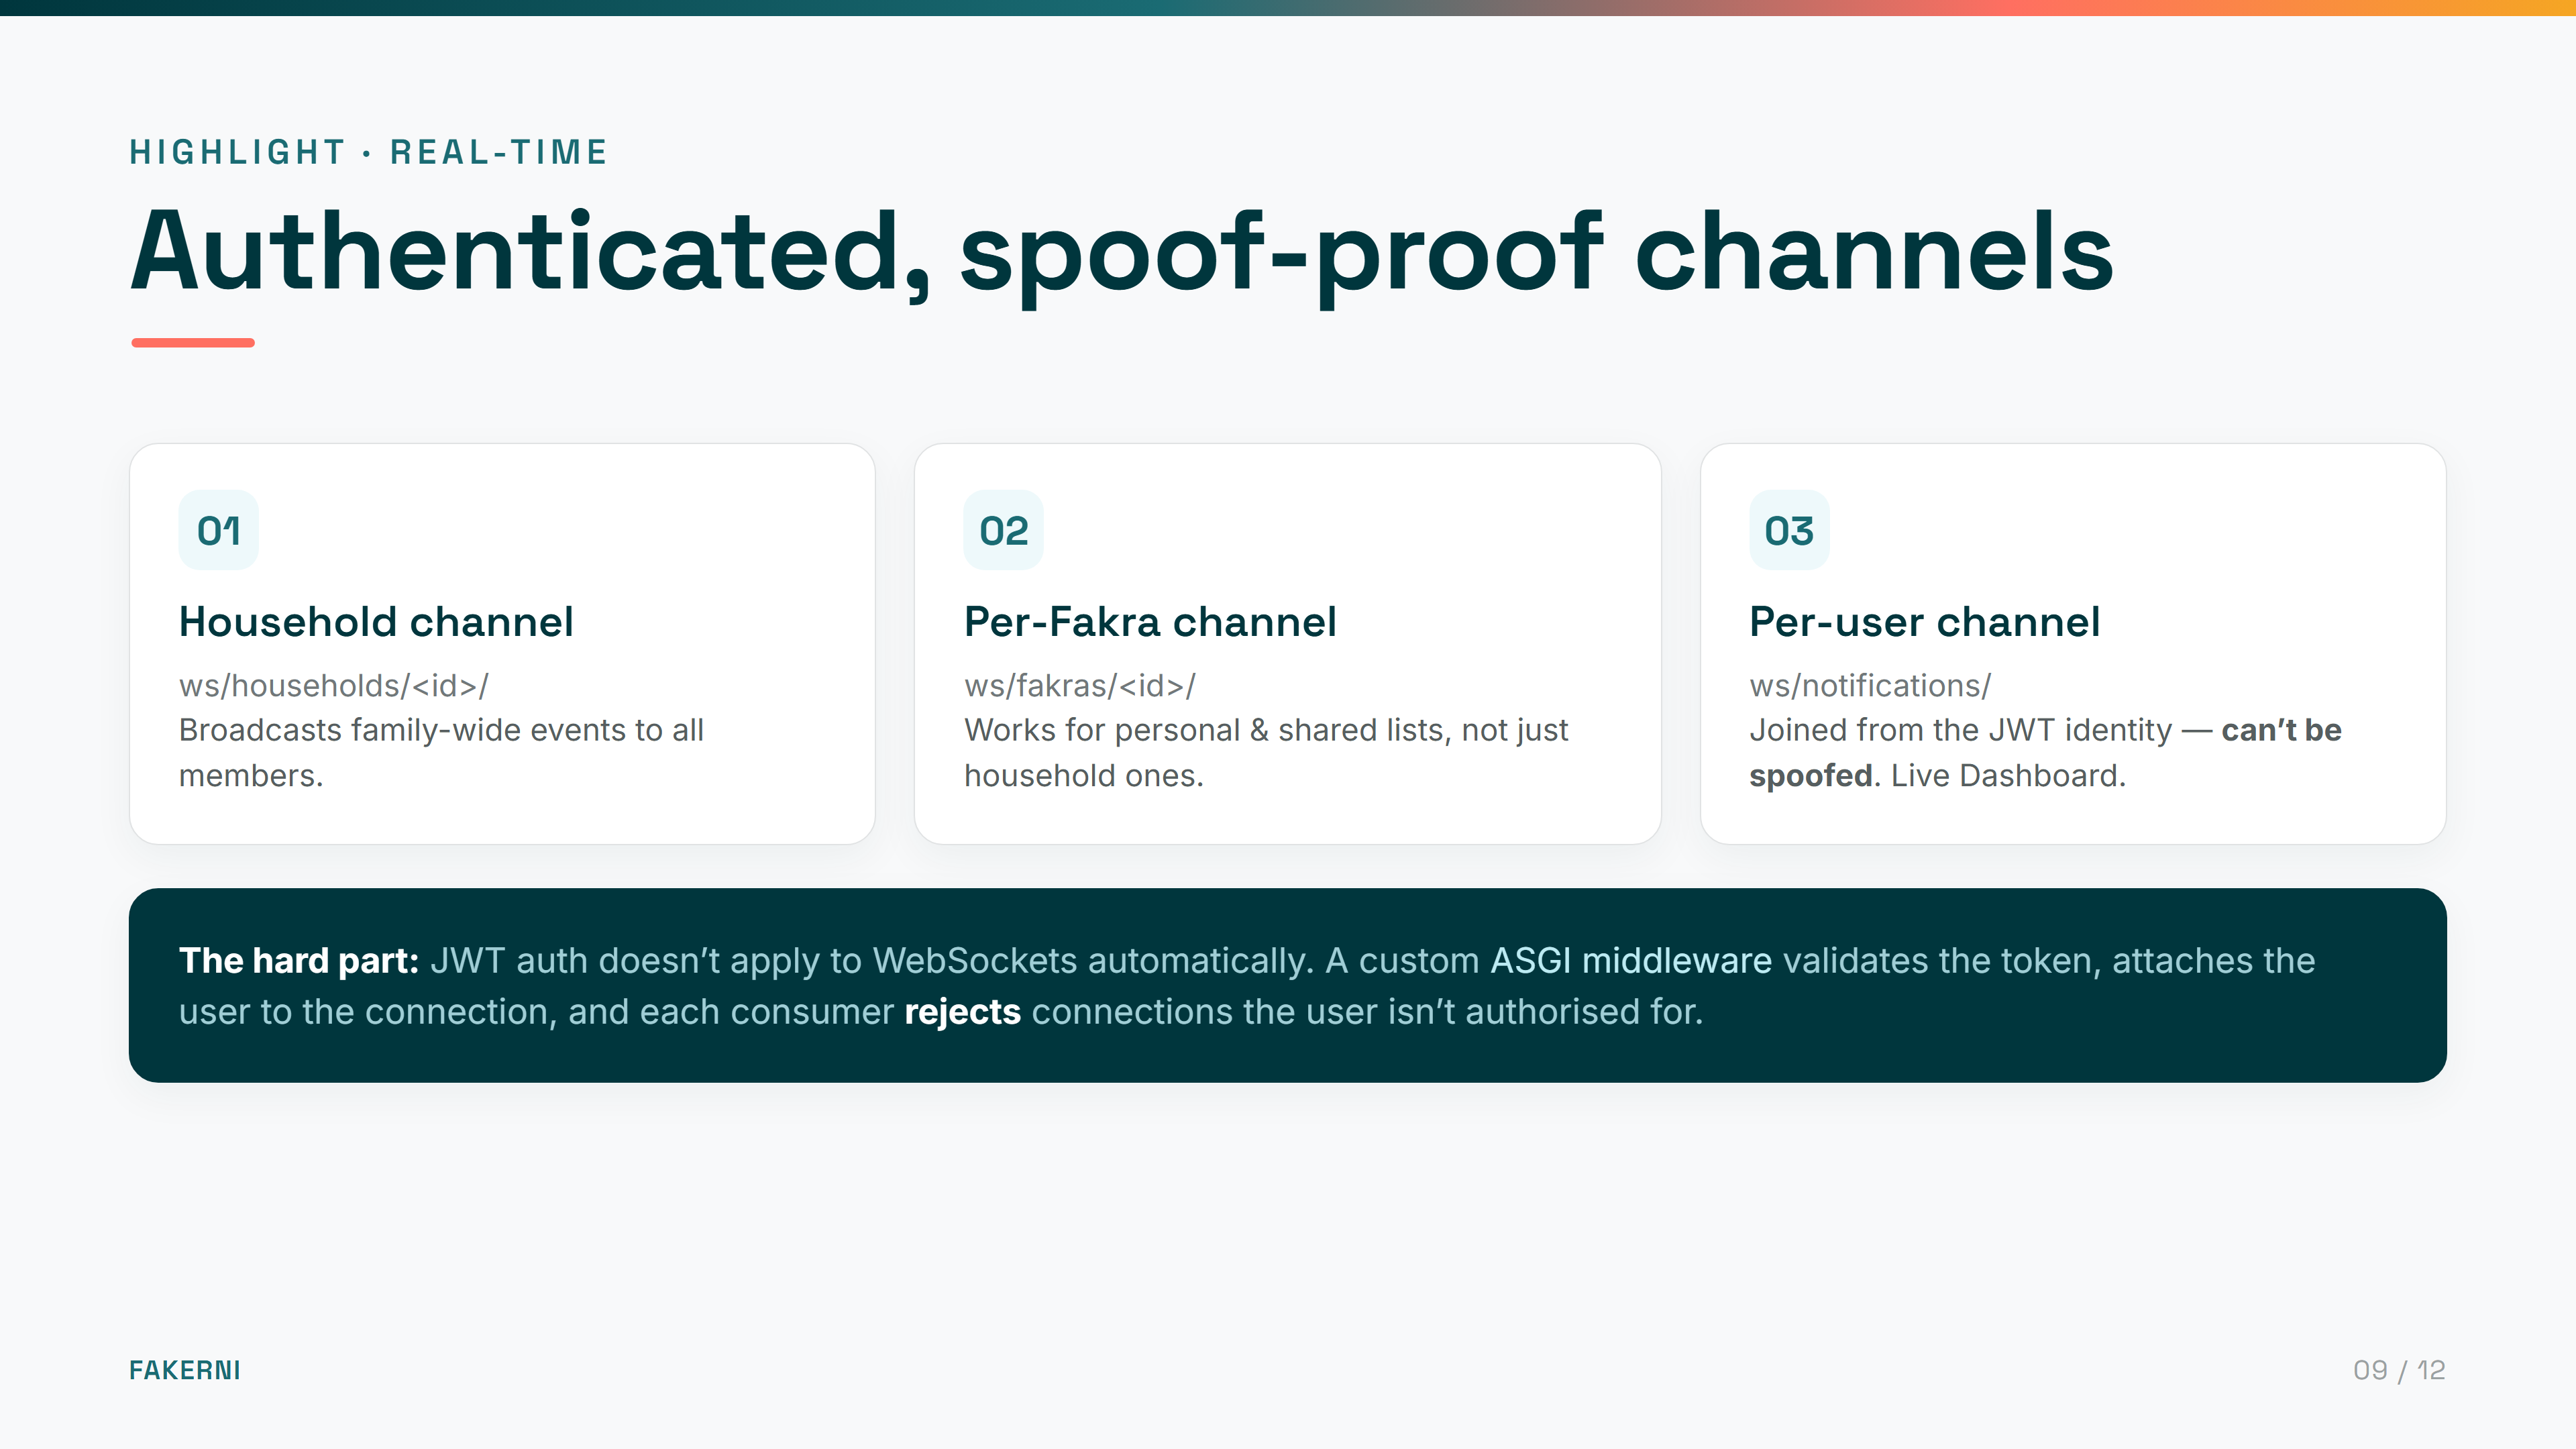 HIGHLIGHT · REAL-TIME
Authenticated, spoof-proof channels
01
Household channel
ws/households/<id>/
Broadcasts family-wide events to all
members.
02
Per-Fakra channel
ws/fakras/<id>/
Works for personal & shared lists, not just
household ones.
03
Per-user channel
ws/notifications/
Joined from the JWT identity — can’t be
spoofed. Live Dashboard.
The hard part: JWT auth doesn’t apply to WebSockets automatically. A custom ASGI middleware validates the token, attaches the
user to the connection, and each consumer rejects connections the user isn’t authorised for.
FAKERNI
09 / 12